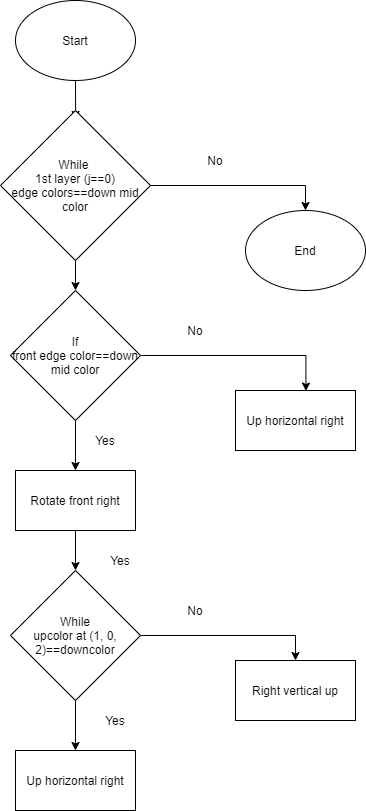 Start
While
1st layer (j==0)
edge colors==down mid
color
No
End
If
front edge color==down
mid color
No
Up horizontal right
Yes
Rotate front right
Yes
While
upcolor at (1, 0,
2)==downcolor
No
Right vertical up
Yes
Up horizontal right